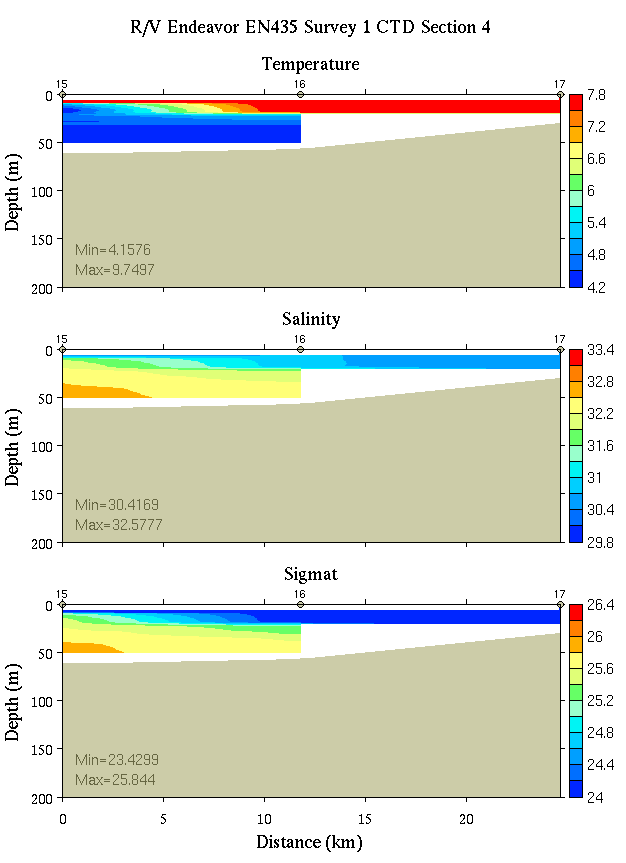 R/V Endeavor EN435 Survey 1 CTD Section 4
Temperature
15 16 17
0
50
100
150
200
Depth (m)
Min=4.1576
Max=9.7497
7.8
7.2
6.6
6
5.4
4.8
4.2
Salinity
15 16 17
0
50
100
150
200
Depth (m)
Min=30.4169
Max=32.5777
33.4
32.8
32.2
31.6
31
30.4
29.8
Sigmat
15 16 17
0
50
100
150
200
Depth (m)
Min=23.4299
Max=25.844
26.4
26
25.6
25.2
24.8
24.4
24
0 5 10 15 20
Distance (km)